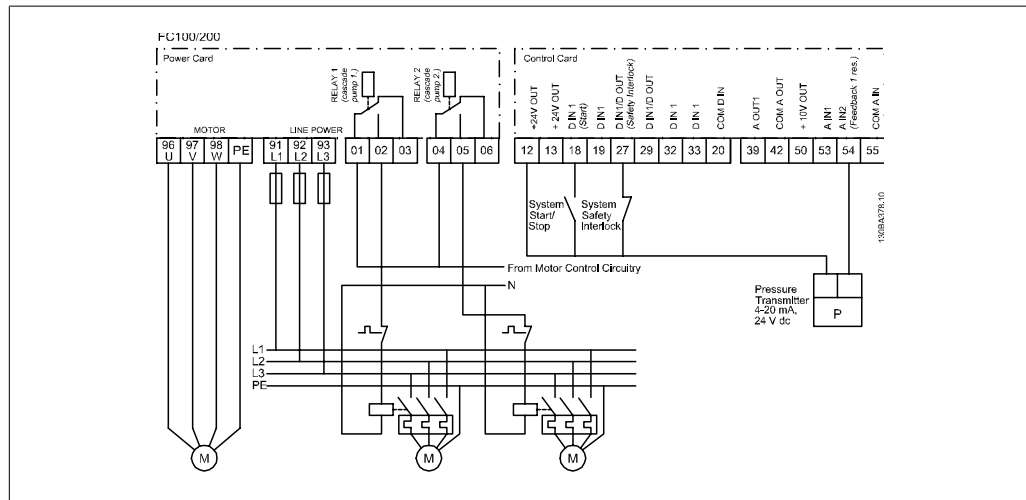 FC100/200
Power Card
Control Card
RELAY 1
(cascade
pump 1.)
RELAY 2
(cascade
pump 2.)
+24V OUT
+ 24V OUT
D IN 1
(Start)
D IN1
D IN1/D OUT
(Safety Interlock)
D IN1/D OUT
D IN 1
D IN 1
COM D IN
A OUT1
COM A OUT
+ 10V OUT
A IN1
A IN2
(Feedback 1 res.)
COM A IN
MOTOR
LINE POWER
96 97 98 PE 91 92 93 01 02 03 04 05 06 12 13 18 19 27 29 32 33 20 39 42 50 53 54 55
U V W L1 L2 L3
System
Start/
Stop
System
Safety
Interlock
130BA378.10
From Motor Control Circuitry
N
Pressure
Transmitter
4-20 mA,
24 V dc
P
L1
L2
L3
PE
M
M
M